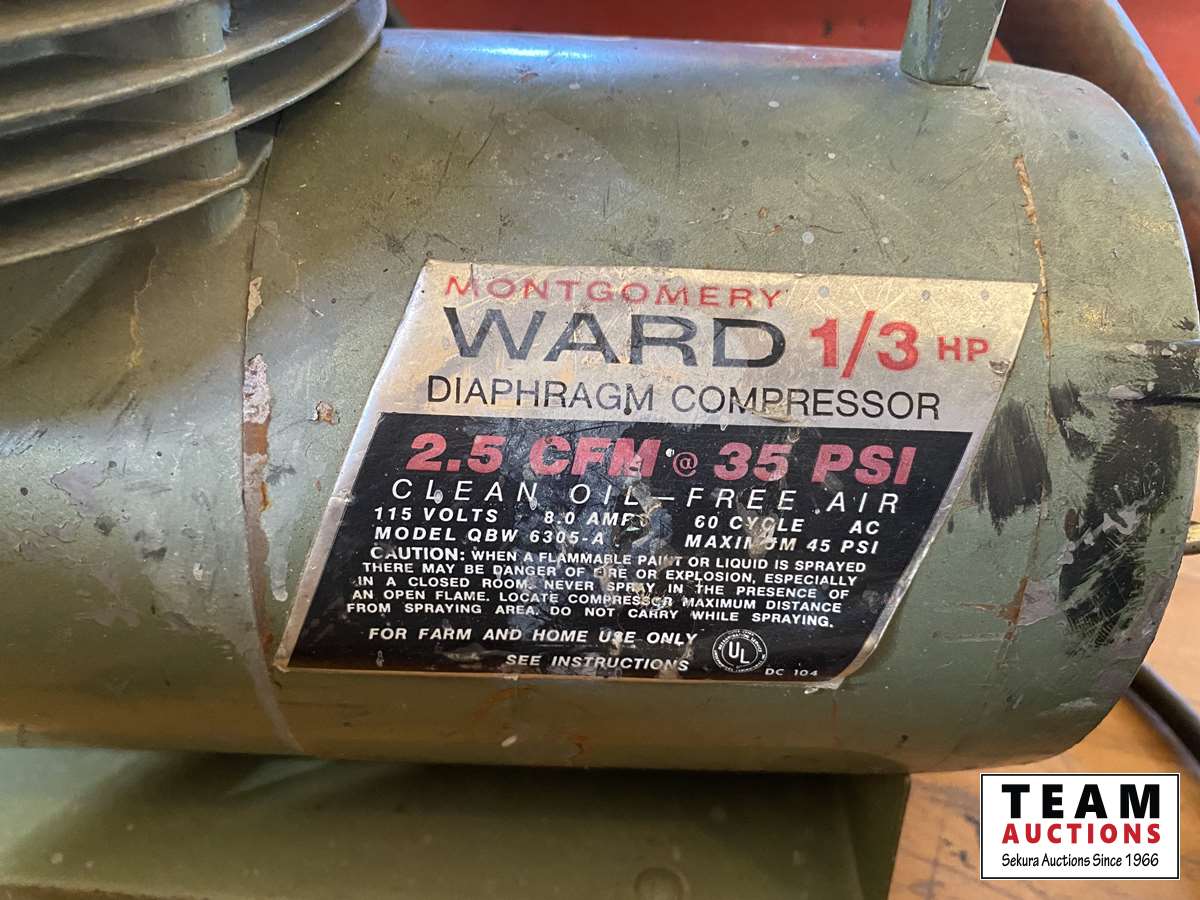 MONTGOMERY
WARD 1/3 HP
DIAPHRAGM COMPRESSOR
2.5 CFM @ 35 PSI
CLEAN OIL-FREE AIR
115 VOLTS 8.0 AMPS 60 CYCLE AC
MODEL QBW 6305-A MAXIMUM 45 PSI
CAUTION: WHEN A FLAMMABLE PAINT OR LIQUID IS SPRAYED
THERE MAY BE DANGER OF FIRE OR EXPLOSION, ESPECIALLY
IN A CLOSED ROOM. NEVER SPRAY IN THE PRESENCE OF
AN OPEN FLAME. LOCATE COMPRESSOR MAXIMUM DISTANCE
FROM SPRAYING AREA. DO NOT CARRY WHILE SPRAYING.
FOR FARM AND HOME USE ONLY
SEE INSTRUCTIONS
UL
DC 104
TEAM
AUCTIONS
Sekura Auctions Since 1966